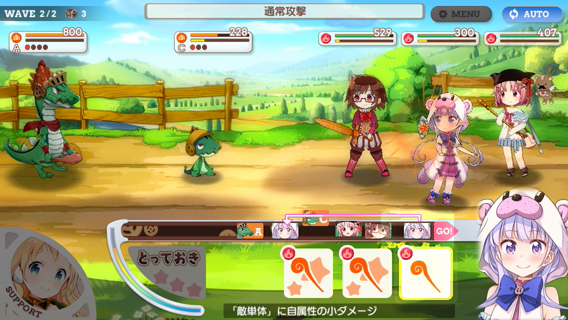 WAVE 2/2 3
通常攻撃
MENU
AUTO
800
A
228
C
529
300
407
A
GO!
とっておき
SUPPORT
「敵単体」に自属性の小ダメージ